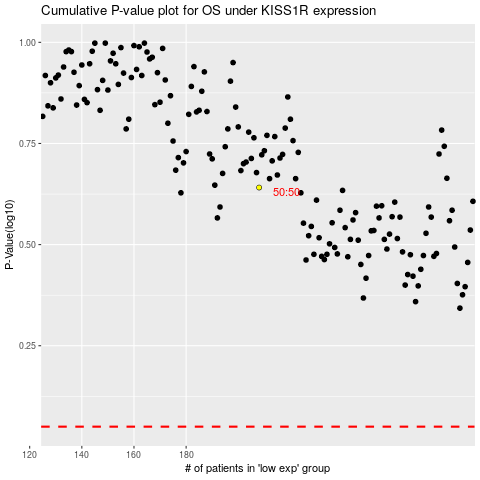 Cumulative P-value plot for OS under KISS1R expression
1.00
0.75
0.50
0.25
P-Value(log10)
50:50
120 140 160 180
# of patients in 'low exp' group